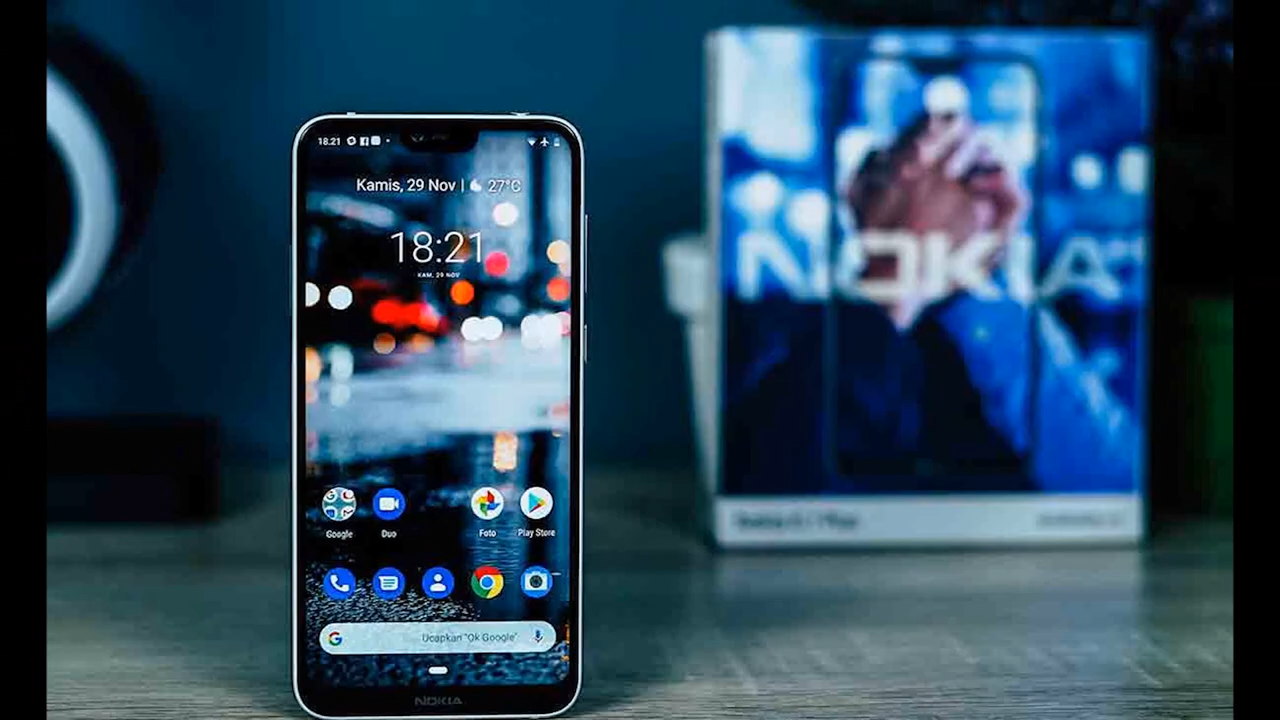 18.21
Kamis, 29 Nov | 27°C
18:21
KAM, 29 NOV
Google Duo Foto Play Store
G Ucapkan "Ok Google"
NOKIA
NOKIA